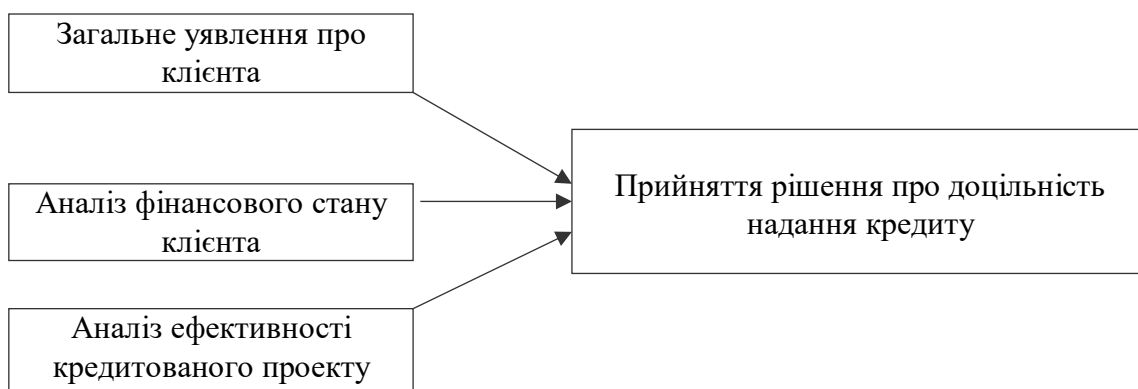 Загальне уявлення про
клієнта
Аналіз фінансового стану
клієнта
Аналіз ефективності
кредитованого проекту
Прийняття рішення про доцільність
надання кредиту